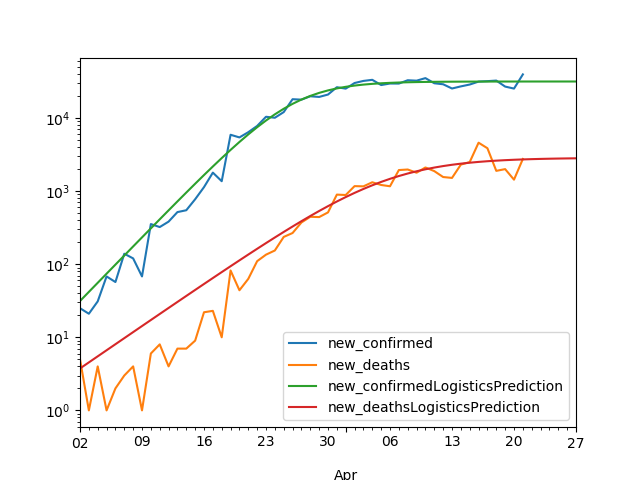 10⁴
10³
10²
10¹
10⁰
new_confirmed
new_deaths
new_confirmedLogisticsPrediction
new_deathsLogisticsPrediction
02 09 16 23 30 06 13 20 27
Apr